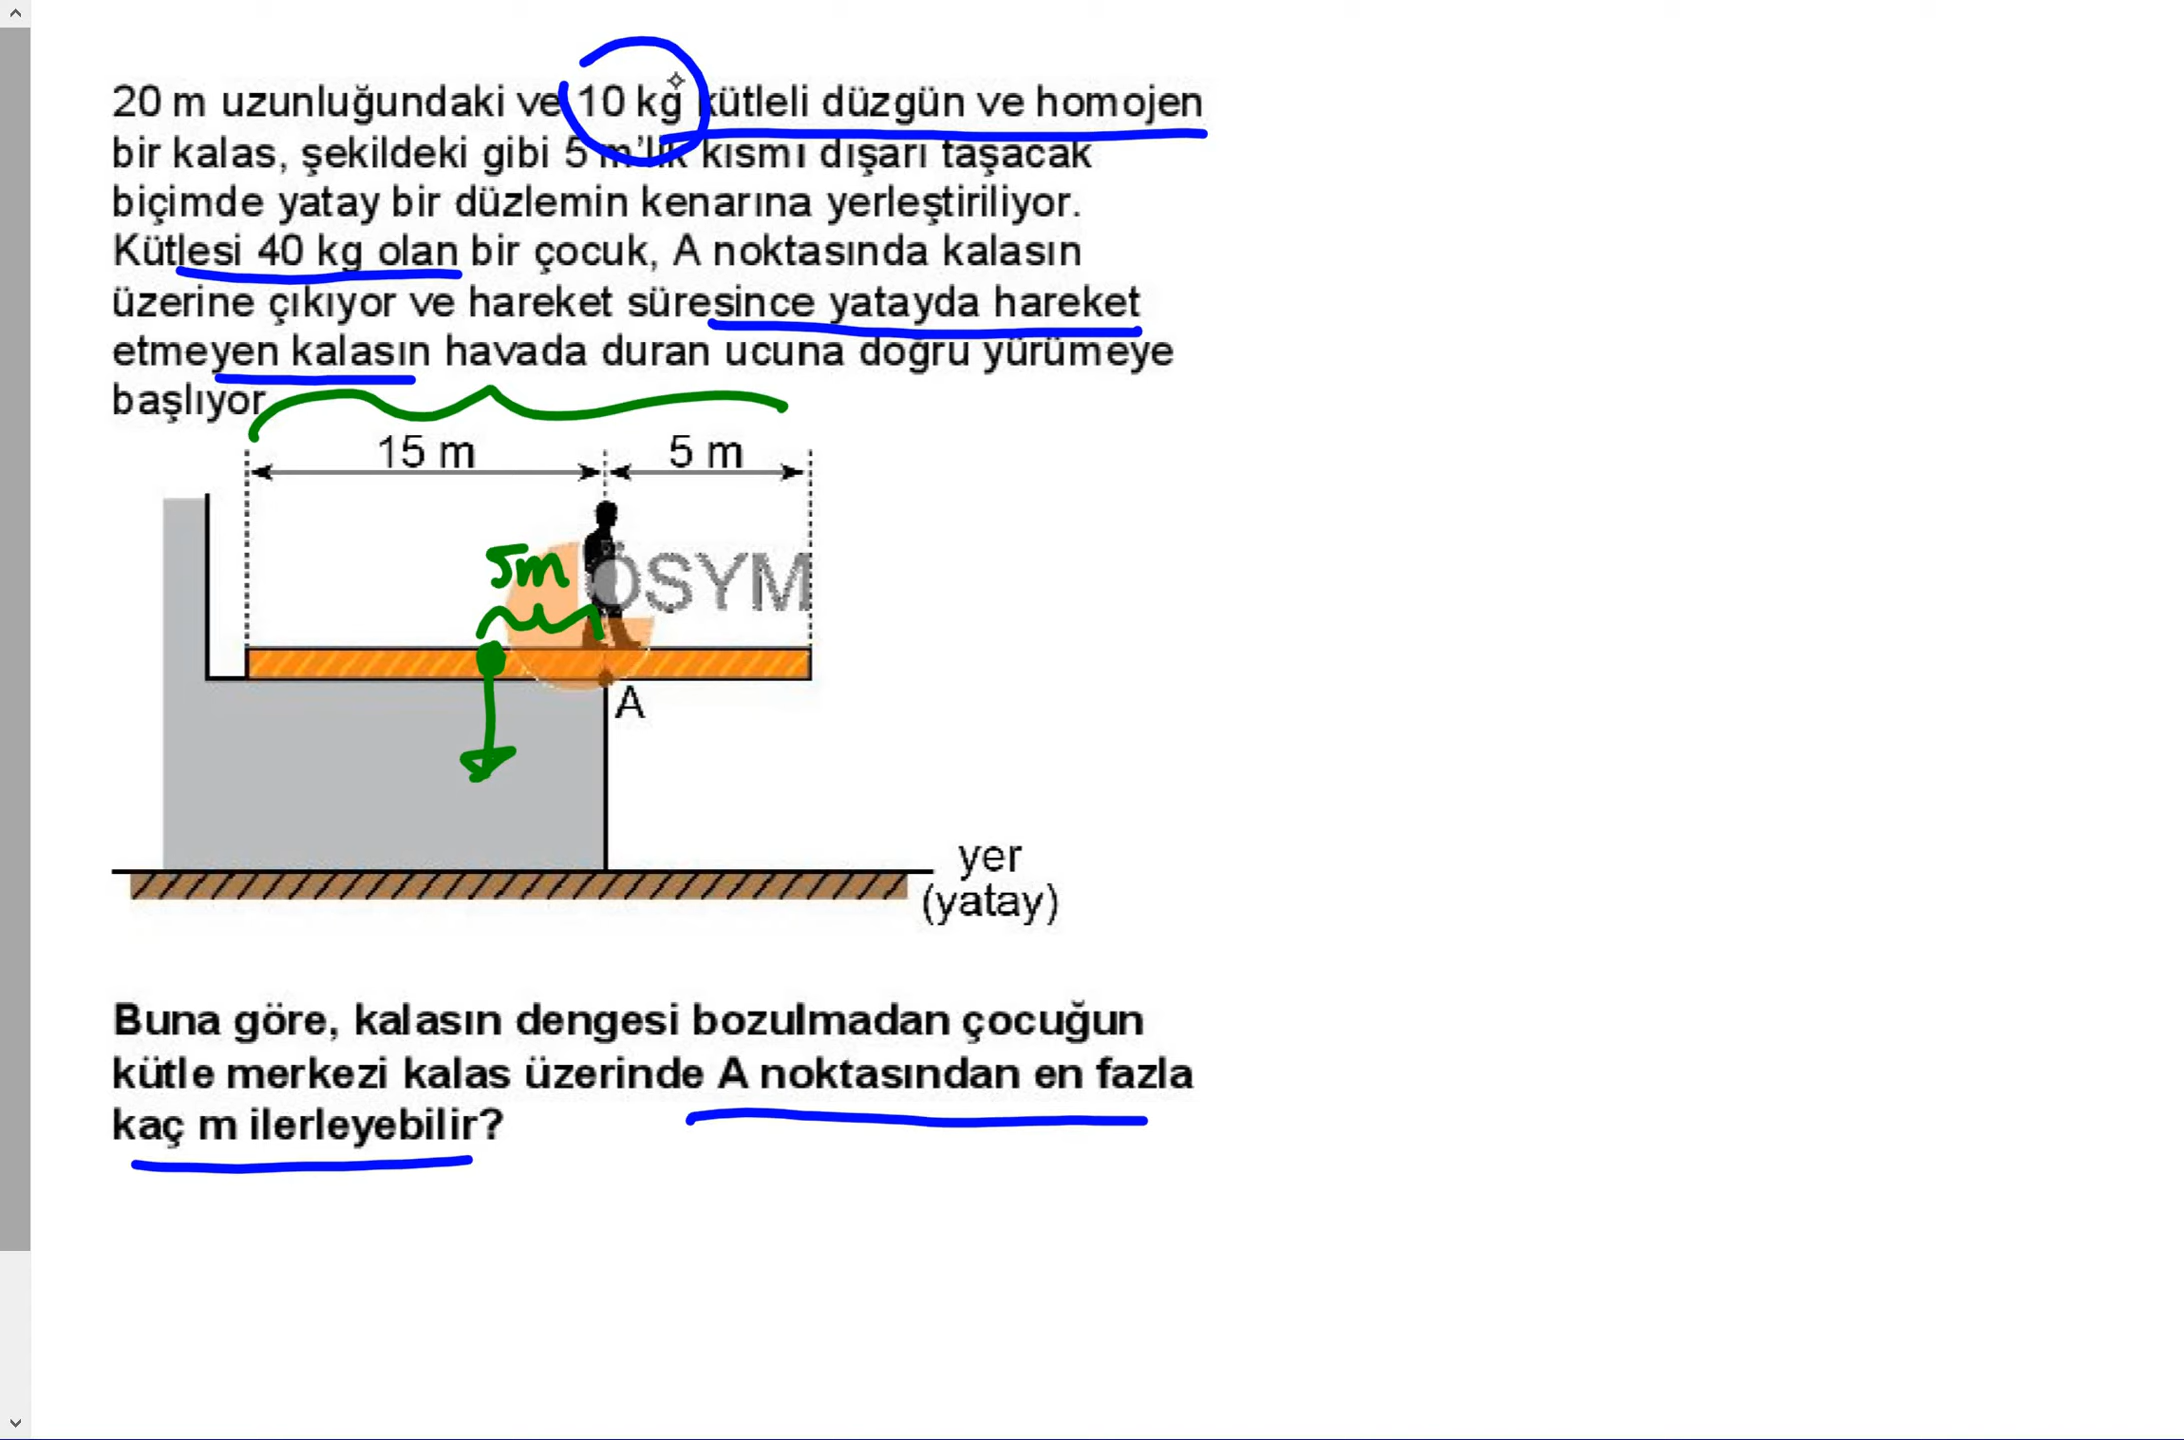 20 m uzunluğundaki ve 10 kg kütleli düzgün ve homojen
bir kalas, şekildeki gibi 5 m'lik kısmı dışarı taşacak
biçimde yatay bir düzlemin kenarına yerleştiriliyor.
Kütlesi 40 kg olan bir çocuk, A noktasında kalasın
üzerine çıkıyor ve hareket süresince yatayda hareket
etmeyen kalasın havada duran ucuna doğru yürümeye
başlıyor
15 m 5 m
5m
ÖSYM
A
yer
(yatay)
Buna göre, kalasın dengesi bozulmadan çocuğun
kütle merkezi kalas üzerinde A noktasından en fazla
kaç m ilerleyebilir?